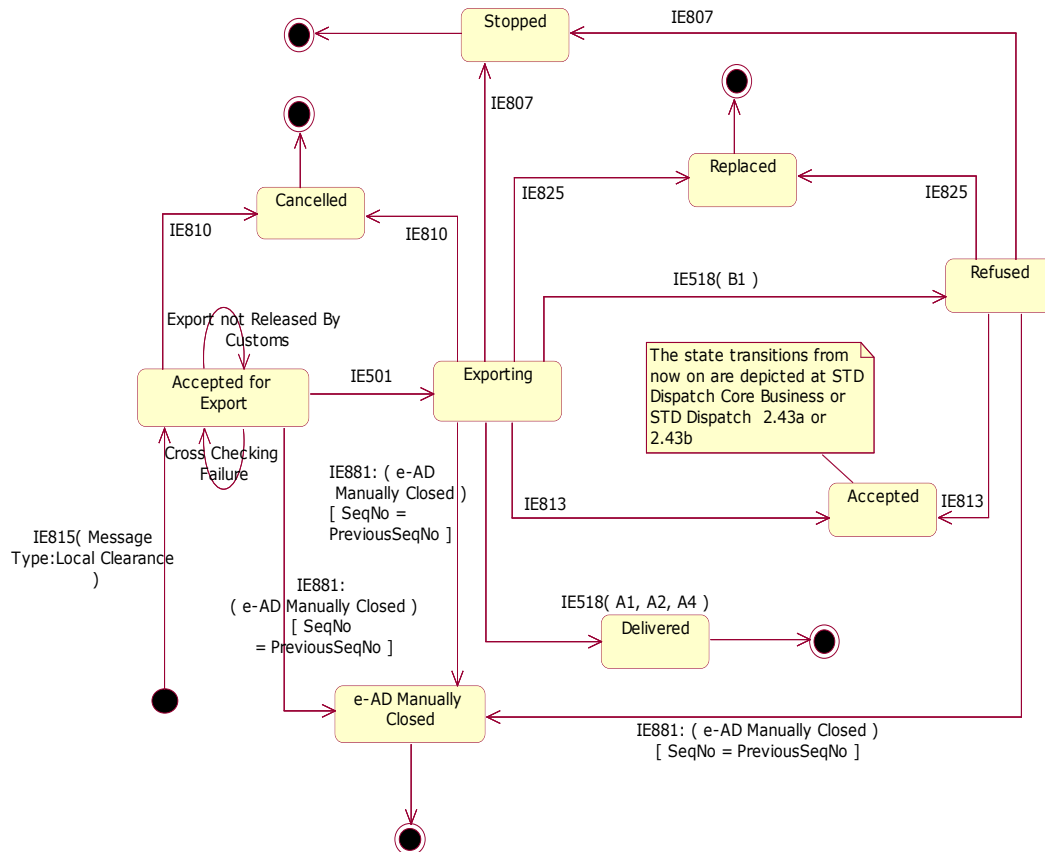 Stopped
IE807
IE807
Replaced
IE825
IE825
Cancelled
IE810
IE810
Refused
IE518( B1 )
Export not Released By
Customs
The state transitions from
now on are depicted at STD
Dispatch Core Business or
STD Dispatch  2.43a or
2.43b
Accepted for
Export
IE501
Exporting
Cross Checking
Failure
IE881: ( e-AD
Manually Closed )
[ SeqNo =
PreviousSeqNo ]
Accepted
IE813
IE813
IE815( Message
Type:Local Clearance
)
IE881:
( e-AD Manually Closed )
[ SeqNo
= PreviousSeqNo ]
IE518( A1, A2, A4 )
Delivered
e-AD Manually
Closed
IE881: ( e-AD Manually Closed )
[ SeqNo = PreviousSeqNo ]